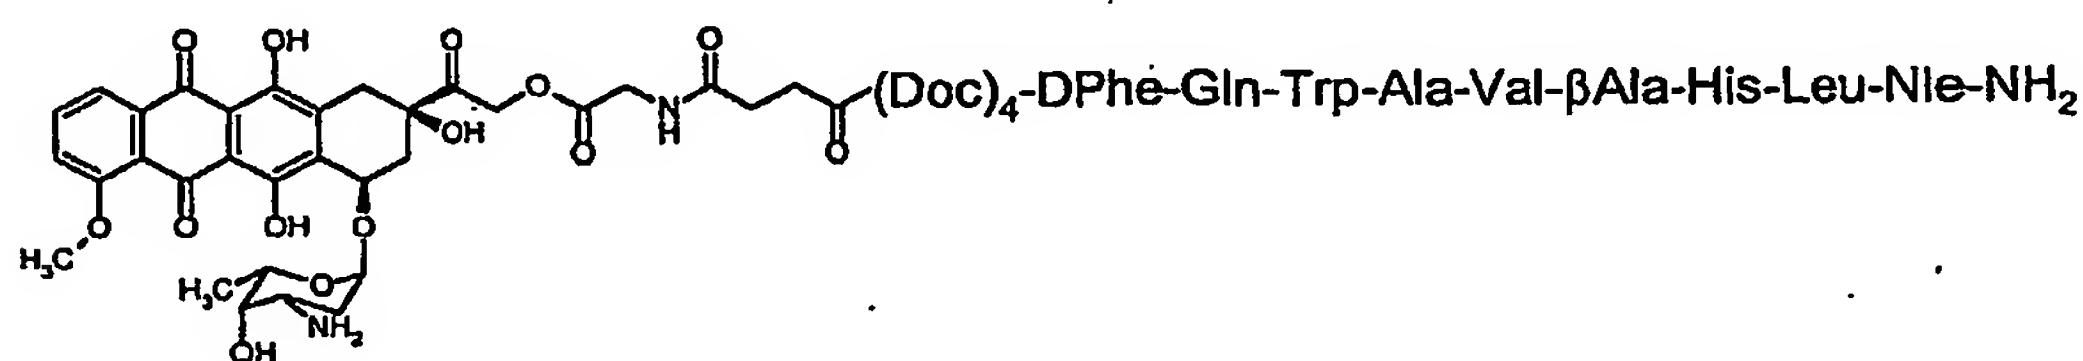 O OH O O
O (Doc)4-DPhe-Gln-Trp-Ala-Val-βAla-His-Leu-Nle-NH2
OH N
H
O O
O O OH O
H3C
H3C O
NH2
OH